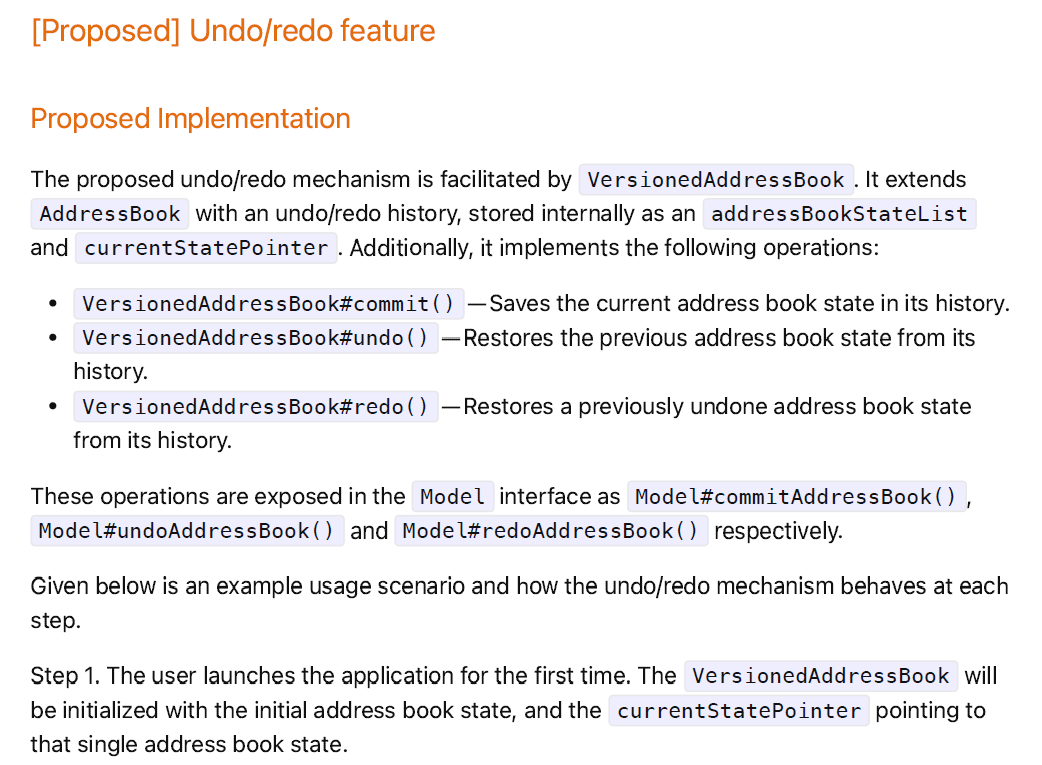 [Proposed] Undo/redo feature
Proposed Implementation
The proposed undo/redo mechanism is facilitated by VersionedAddressBook. It extends
AddressBook with an undo/redo history, stored internally as an addressBookStateList
and currentStatePointer. Additionally, it implements the following operations:
• VersionedAddressBook#commit() — Saves the current address book state in its history.
• VersionedAddressBook#undo() — Restores the previous address book state from its
history.
• VersionedAddressBook#redo() — Restores a previously undone address book state
from its history.
These operations are exposed in the Model interface as Model#commitAddressBook(),
Model#undoAddressBook() and Model#redoAddressBook() respectively.
Given below is an example usage scenario and how the undo/redo mechanism behaves at each
step.
Step 1. The user launches the application for the first time. The VersionedAddressBook will
be initialized with the initial address book state, and the currentStatePointer pointing to
that single address book state.